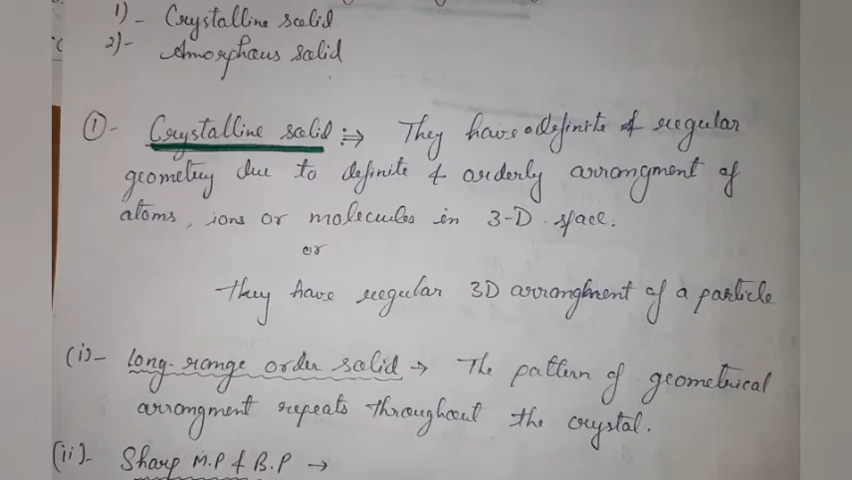 1)- Crystalline solid
2)- Amorphous solid
①- Crystalline solid :⇒ They have a definite & regular
geometry due to definite & orderly arrangment of
atoms, ions or molecules in 3-D space.
or
They have regular 3D arrangment of a particle
(i)- Long-range order solid → The pattern of geometrical
arrangment repeats throughout the crystal.
(ii)- Sharp M.P & B.P →